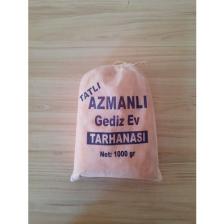 TATLI
AZMANLI
Gediz Ev
TARHANASI
Net: 1000 gr